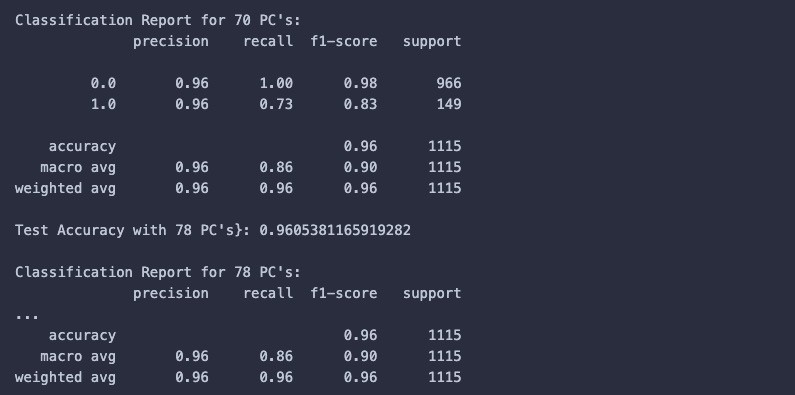 Classification Report for 70 PC's:
precision recall f1-score support
0.0 0.96 1.00 0.98 966
1.0 0.96 0.73 0.83 149
accuracy 0.96 1115
macro avg 0.96 0.86 0.90 1115
weighted avg 0.96 0.96 0.96 1115
Test Accuracy with 78 PC's}: 0.9605381165919282
Classification Report for 78 PC's:
precision recall f1-score support
...
accuracy 0.96 1115
macro avg 0.96 0.86 0.90 1115
weighted avg 0.96 0.96 0.96 1115